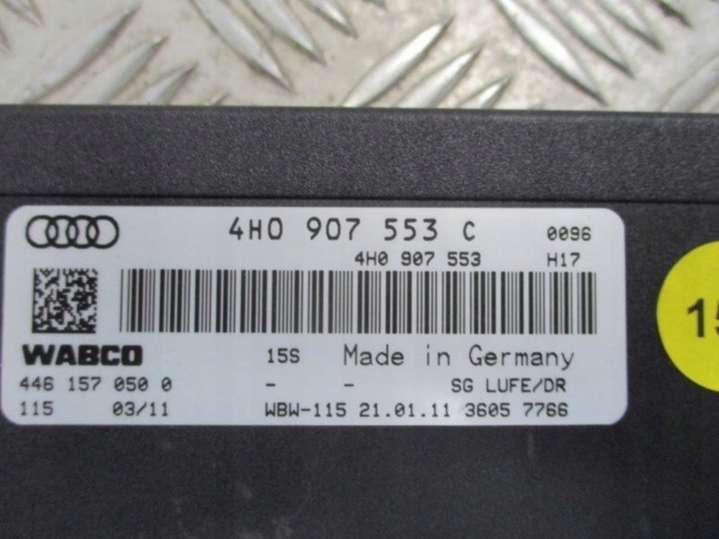 4H0 907 553 C 0096
4H0 907 553 H17
WABCO 15S Made in Germany
446 157 050 0 - - SG LUFE/DR
115 03/11 WBW-115 21.01.11 3605 7766